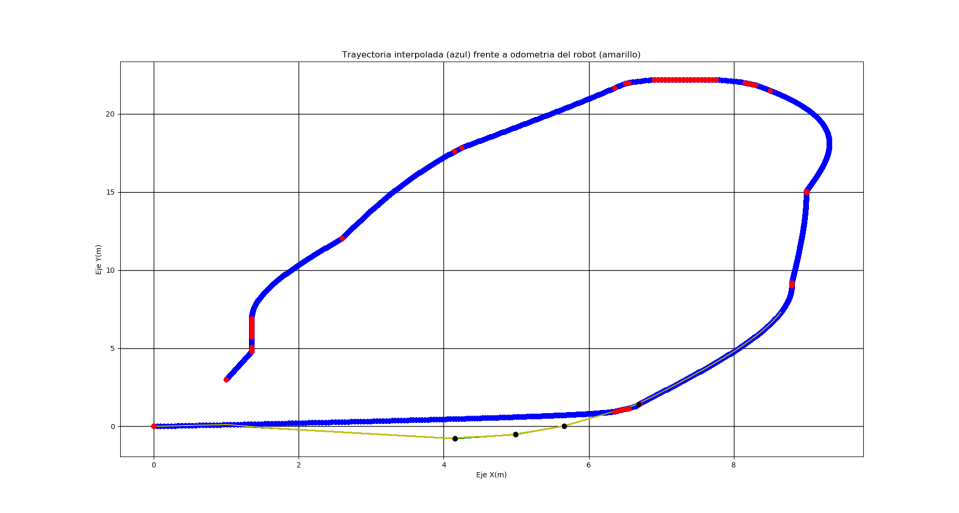 Trayectoria interpolada (azul) frente a odometria del robot (amarillo)
20
15
10
5
0
Eje Y(m)
0 2 4 6 8
Eje X(m)